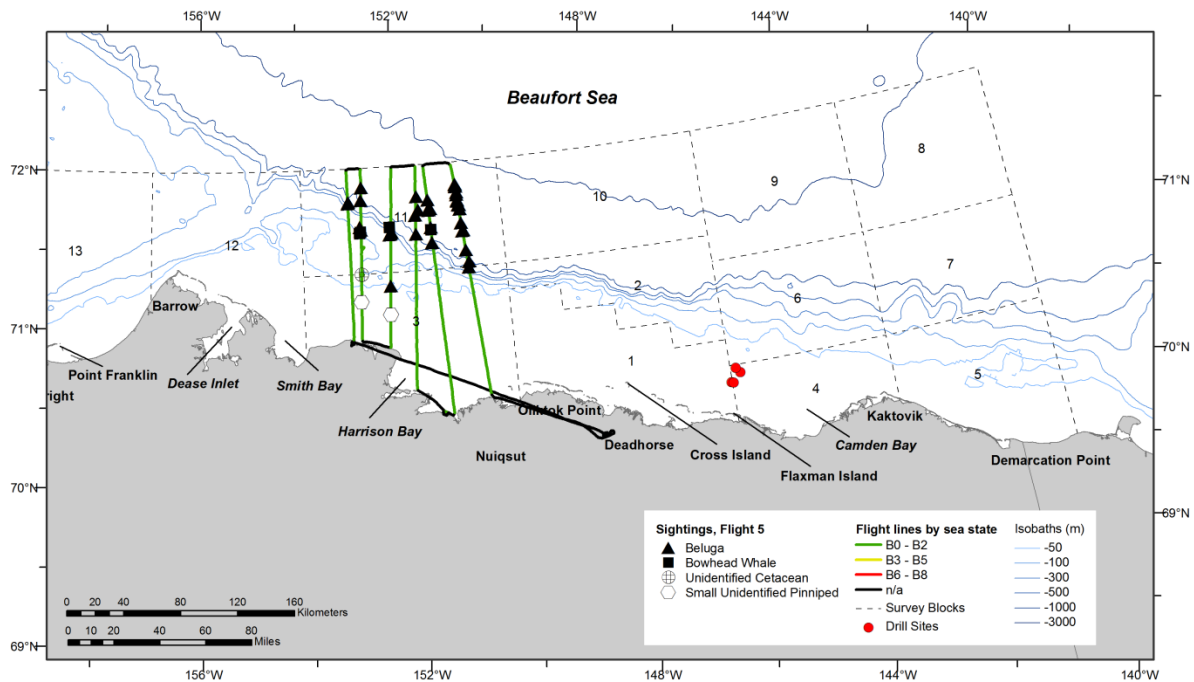 156°W 152°W 148°W 144°W 140°W
Beaufort Sea
72°N
71°N
8
9
10
11
13
12
7
2
6
Barrow
71°N
3
70°N
Point Franklin
1
right
Dease Inlet
Smith Bay
4
5
Olitok Point
Kaktovik
Harrison Bay
Deadhorse
Camden Bay
Nuiqsut
Cross Island
Demarcation Point
Flaxman Island
70°N
69°N
Sightings, Flight 5
Beluga
Bowhead Whale
Unidentified Cetacean
Small Unidentified Pinniped
Flight lines by sea state
B0 - B2
B3 - B5
B6 - B8
n/a
Survey Blocks
Drill Sites
Isobaths (m)
-50
-100
-300
-500
-1000
-3000
0 20 40 80 120 160
Kilometers
0 10 20 40 60 80
Miles
69°N
156°W 152°W 148°W 144°W 140°W